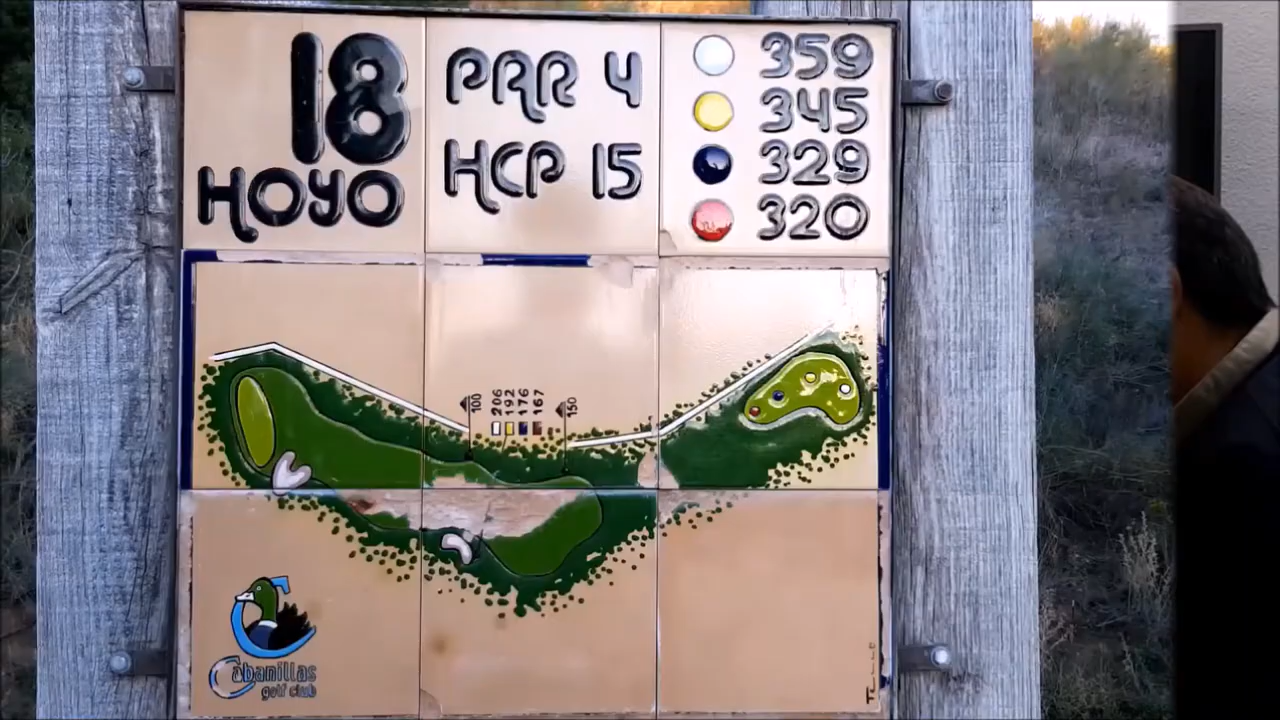 18
HOYO
PAR 4
HCP 15
359
345
329
320
100
206
192
176
167
150
Cabanillas
golf club